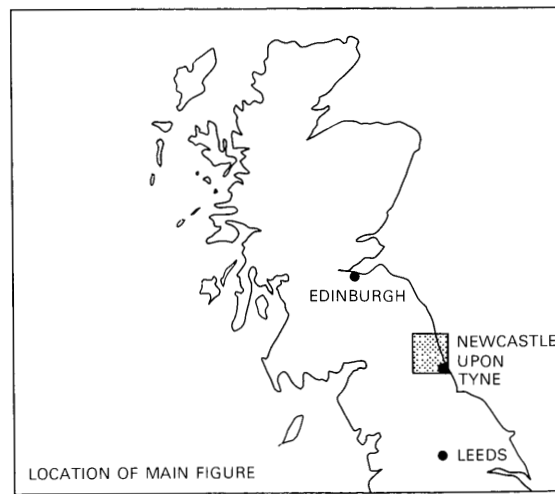 EDINBURGH
NEWCASTLE
UPON
TYNE
LEEDS
LOCATION OF MAIN FIGURE